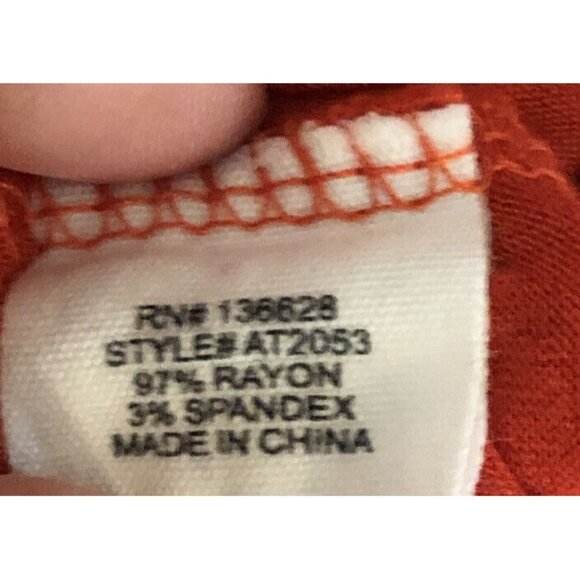 RN# 136628
STYLE# AT2053
97% RAYON
3% SPANDEX
MADE IN CHINA